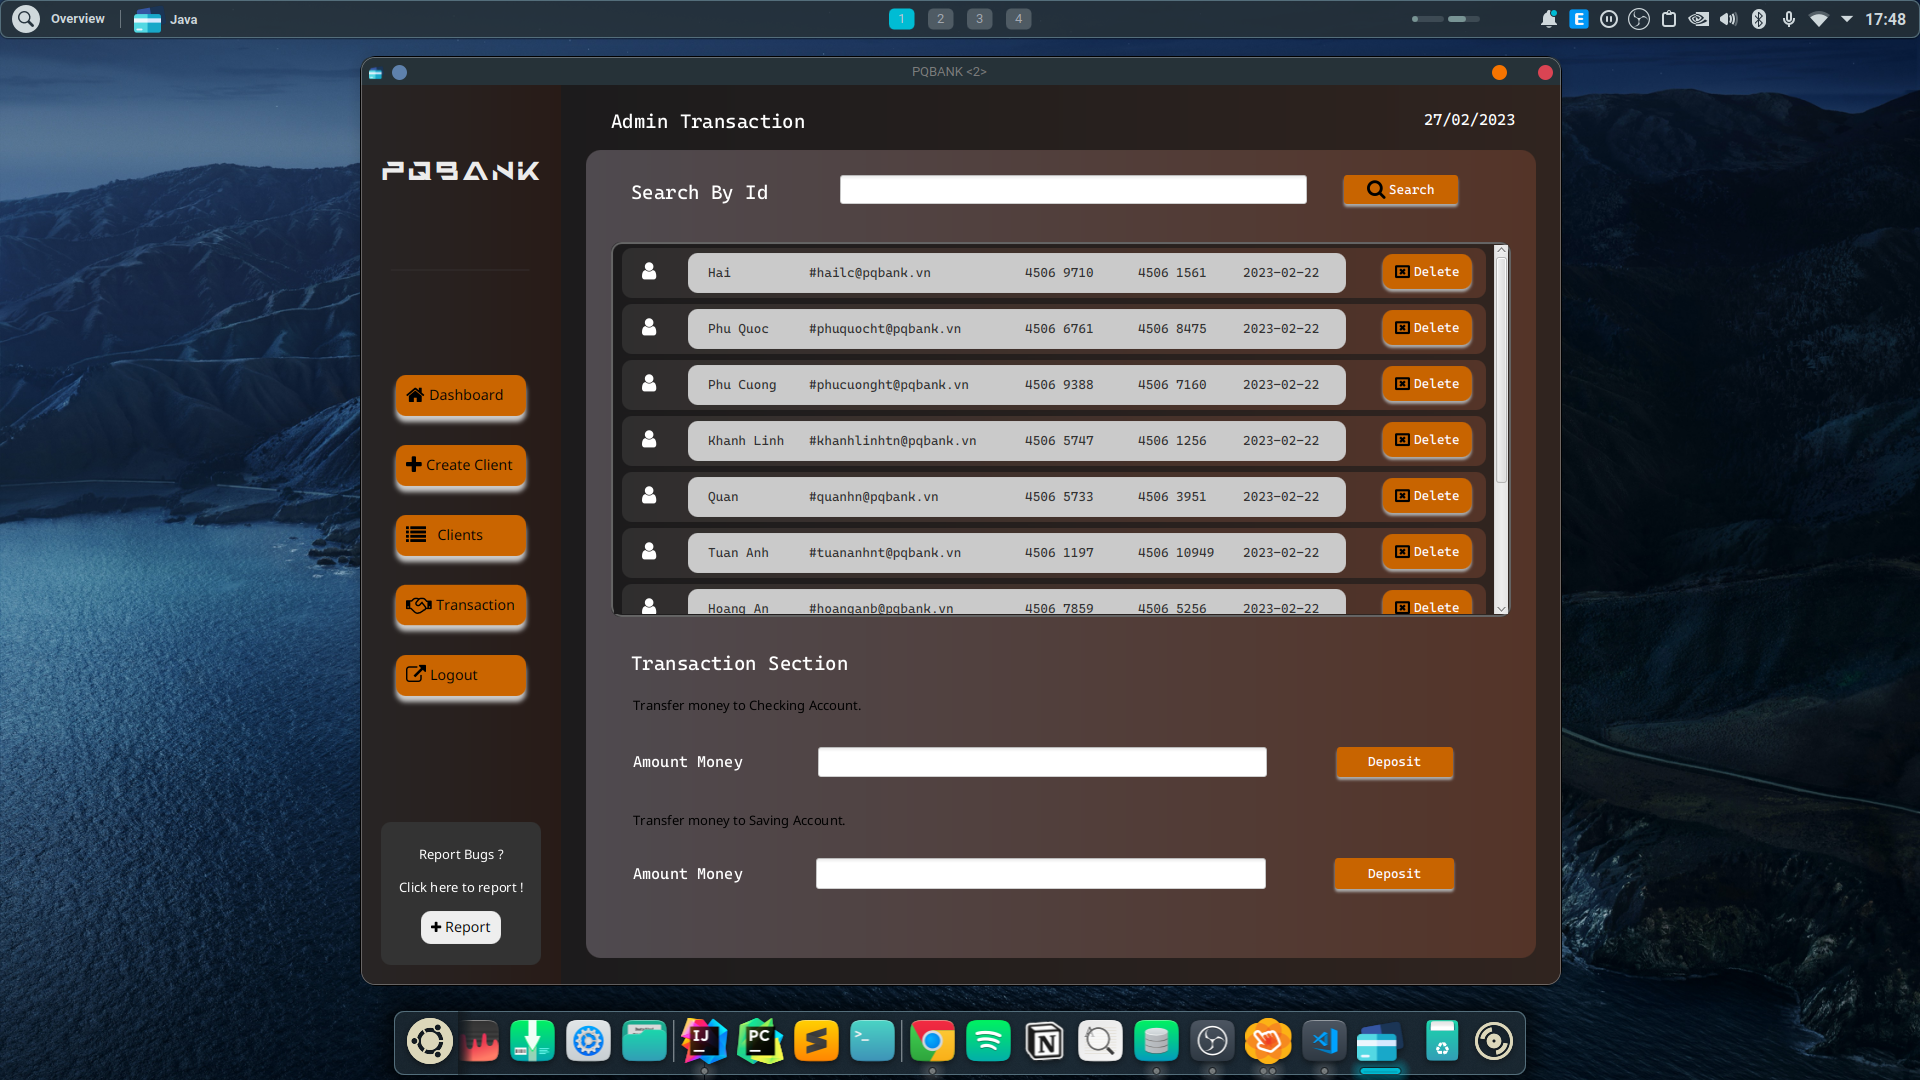 Overview
Java
1 2 3 4
E
17:48
PQBANK <2>
Admin Transaction
27/02/2023
PQBANK
Search By Id
Search
Hai #hailc@pqbank.vn 4506 9710 4506 1561 2023-02-22 Delete
Phu Quoc #phuquocht@pqbank.vn 4506 6761 4506 8475 2023-02-22 Delete
Phu Cuong #phucuonght@pqbank.vn 4506 9388 4506 7160 2023-02-22 Delete
Khanh Linh #khanhlinhtn@pqbank.vn 4506 5747 4506 1256 2023-02-22 Delete
Quan #quanhn@pqbank.vn 4506 5733 4506 3951 2023-02-22 Delete
Tuan Anh #tuananhnt@pqbank.vn 4506 1197 4506 10949 2023-02-22 Delete
Hoang An #hoanganb@pqbank.vn 4506 7859 4506 5256 2023-02-22 Delete
Dashboard
Create Client
Clients
Transaction
Logout
Transaction Section
Transfer money to Checking Account.
Amount Money
Deposit
Transfer money to Saving Account.
Amount Money
Deposit
Report Bugs ?
Click here to report !
Report
IJ
PC
N